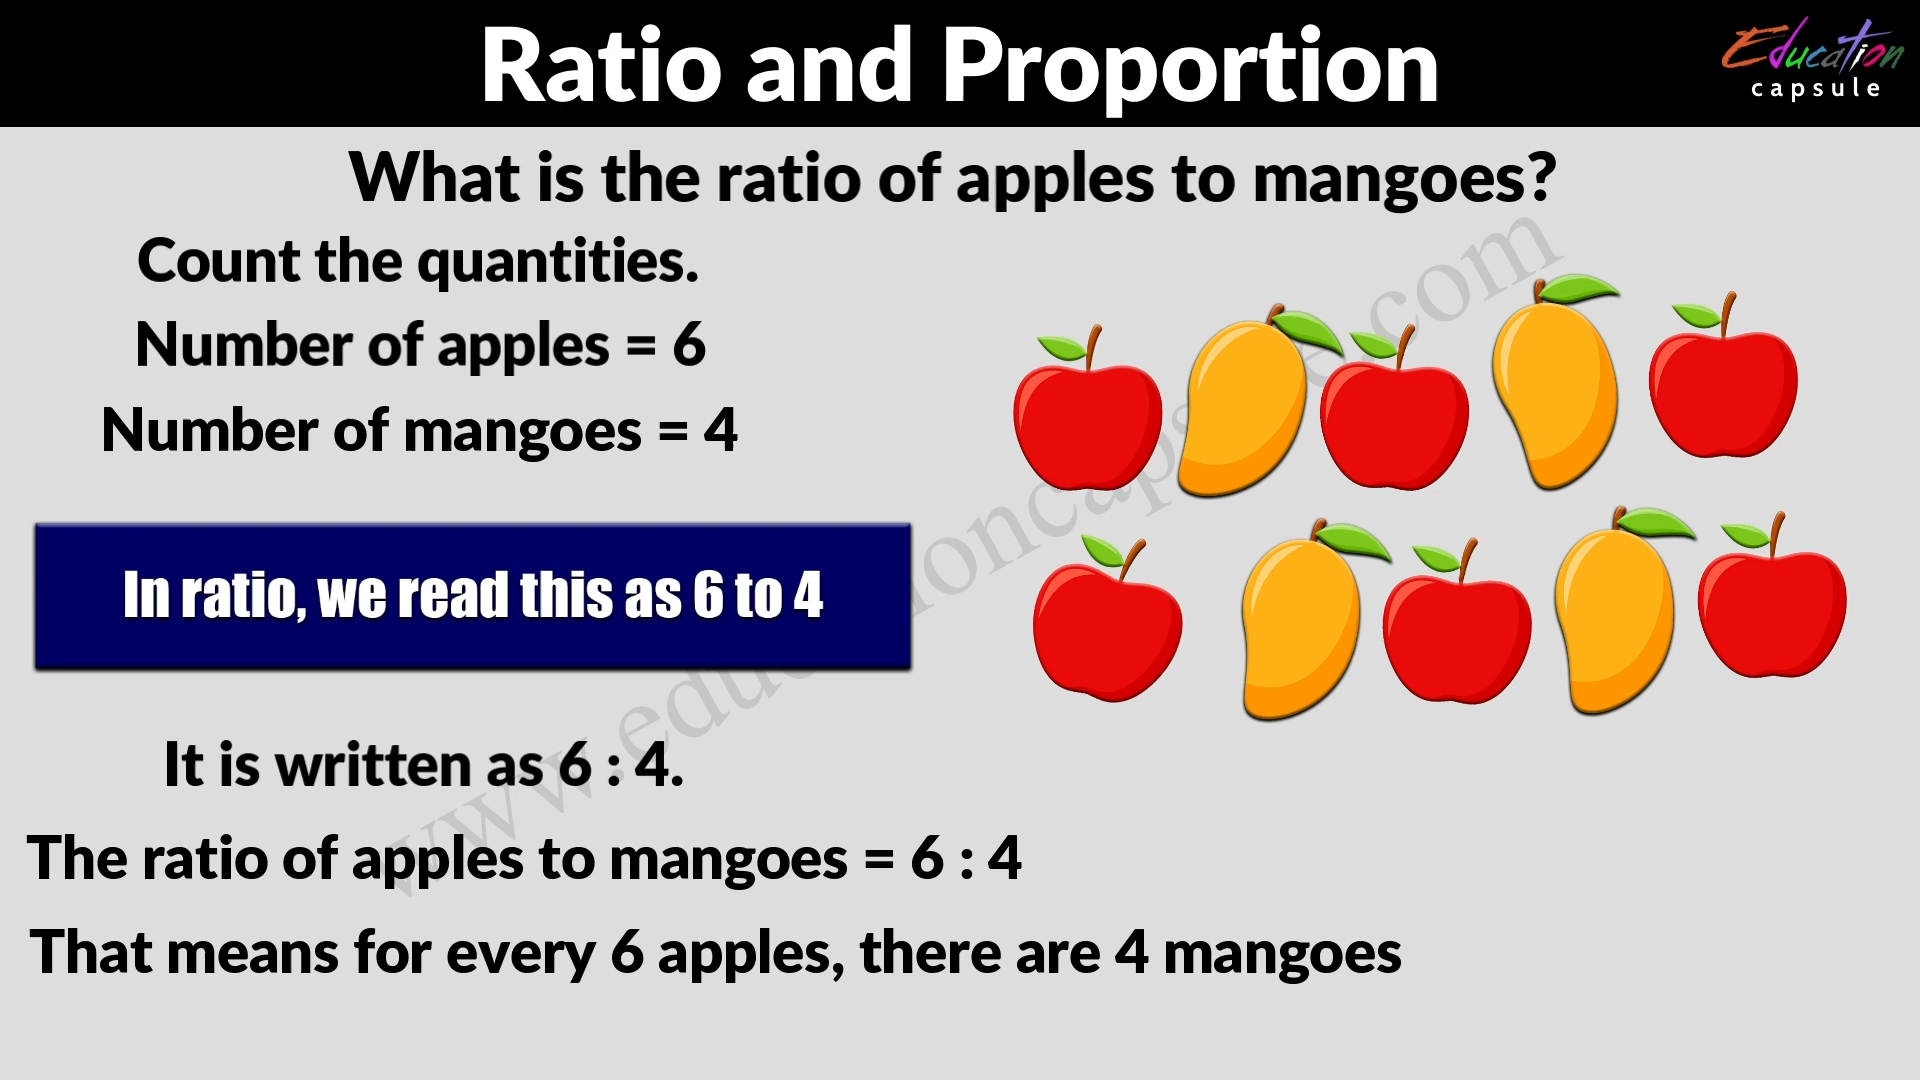 Ratio and Proportion
Education
capsule
What is the ratio of apples to mangoes?
Count the quantities.
Number of apples = 6
Number of mangoes = 4
In ratio, we read this as 6 to 4
It is written as 6 : 4.
The ratio of apples to mangoes = 6 : 4
That means for every 6 apples, there are 4 mangoes